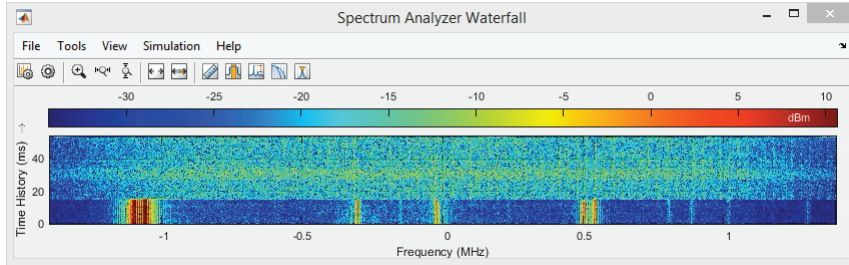 Spectrum Analyzer Waterfall
File Tools View Simulation Help
-30 -25 -20 -15 -10 -5 0 5 10
dBm
Time History (ms) →
40
20
0
-1 -0.5 0 0.5 1
Frequency (MHz)